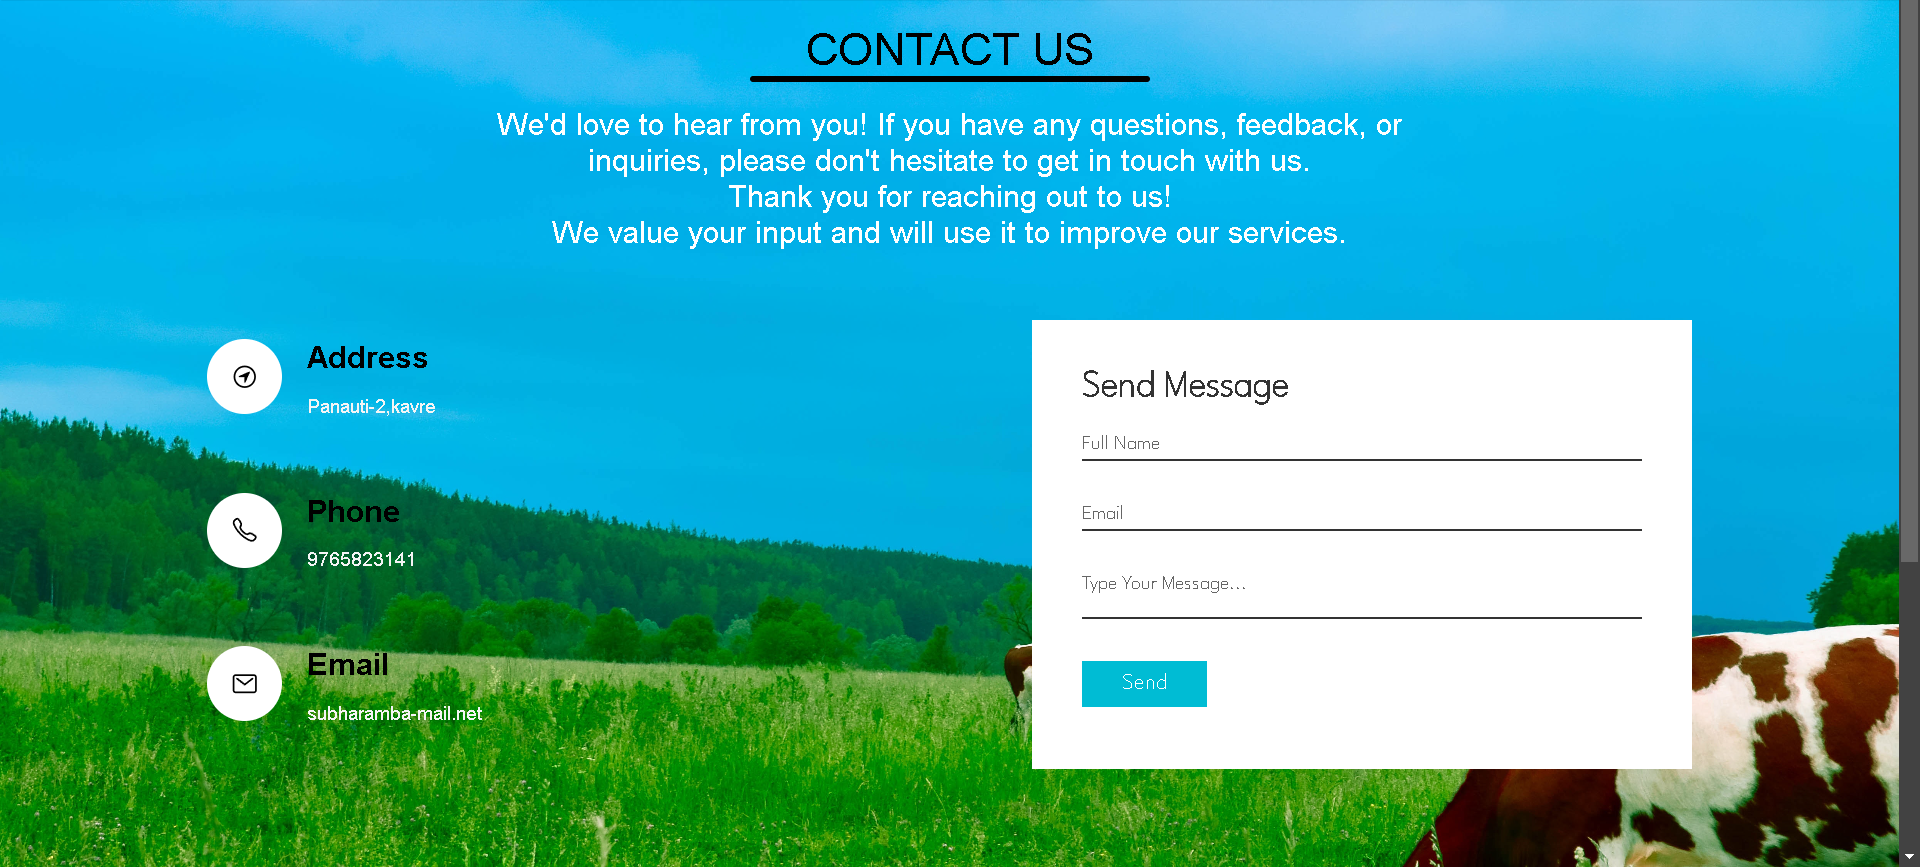 CONTACT US
We'd love to hear from you! If you have any questions, feedback, or
inquiries, please don't hesitate to get in touch with us.
Thank you for reaching out to us!
We value your input and will use it to improve our services.
Address
Panauti-2,kavre
Phone
9765823141
Email
subharamba-mail.net
Send Message
Full Name
Email
Type Your Message...
Send